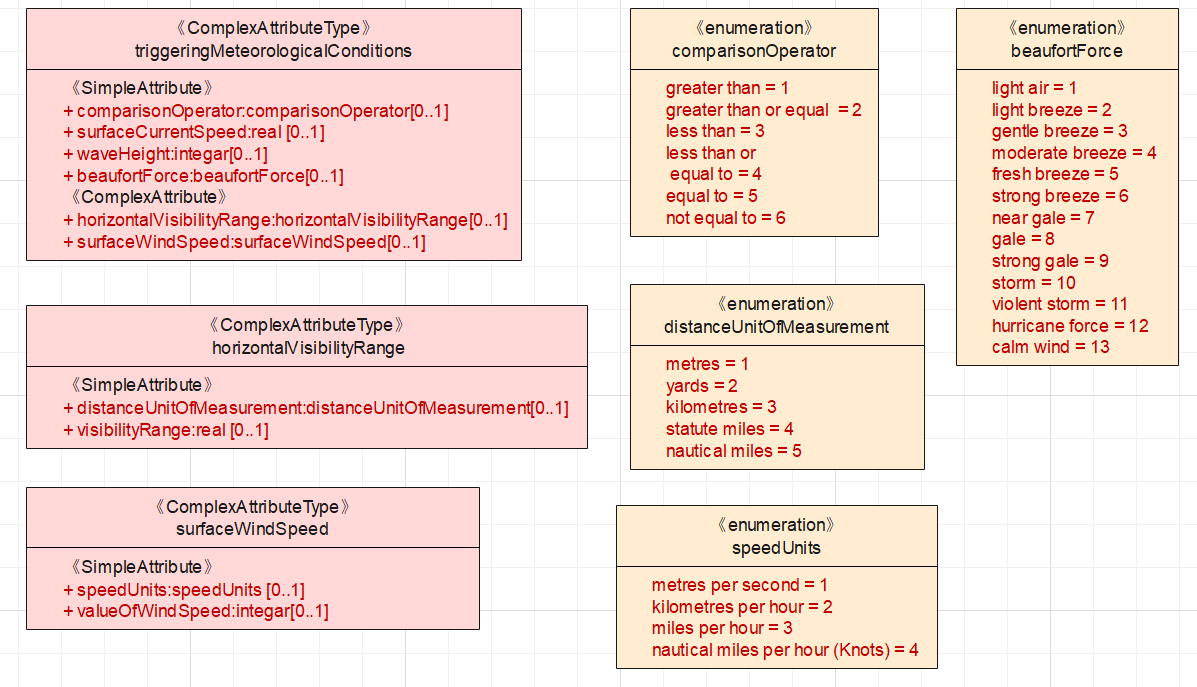 《ComplexAttributeType》
triggeringMeteorologicalConditions
《SimpleAttribute》
+ comparisonOperator:comparisonOperator[0..1]
+ surfaceCurrentSpeed:real [0..1]
+ waveHeight:integar[0..1]
+ beaufortForce:beaufortForce[0..1]
《ComplexAttribute》
+ horizontalVisibilityRange:horizontalVisibilityRange[0..1]
+ surfaceWindSpeed:surfaceWindSpeed[0..1]
《ComplexAttributeType》
horizontalVisibilityRange
《SimpleAttribute》
+ distanceUnitOfMeasurement:distanceUnitOfMeasurement[0..1]
+ visibilityRange:real [0..1]
《ComplexAttributeType》
surfaceWindSpeed
《SimpleAttribute》
+ speedUnits:speedUnits [0..1]
+ valueOfWindSpeed:integar[0..1]
《enumeration》
comparisonOperator
greater than = 1
greater than or equal = 2
less than = 3
less than or
equal to = 4
equal to = 5
not equal to = 6
《enumeration》
distanceUnitOfMeasurement
metres = 1
yards = 2
kilometres = 3
statute miles = 4
nautical miles = 5
《enumeration》
speedUnits
metres per second = 1
kilometres per hour = 2
miles per hour = 3
nautical miles per hour (Knots) = 4
《enumeration》
beaufortForce
light air = 1
light breeze = 2
gentle breeze = 3
moderate breeze = 4
fresh breeze = 5
strong breeze = 6
near gale = 7
gale = 8
strong gale = 9
storm = 10
violent storm = 11
hurricane force = 12
calm wind = 13